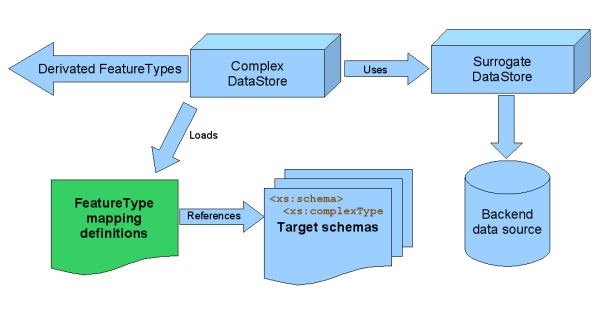 Derivated FeatureTypes
Complex
DataStore
Uses
Surrogate
DataStore
Loads
FeatureType
mapping
definitions
References
<xs:schema>
<xs:complexType
Target schemas
Backend
data source